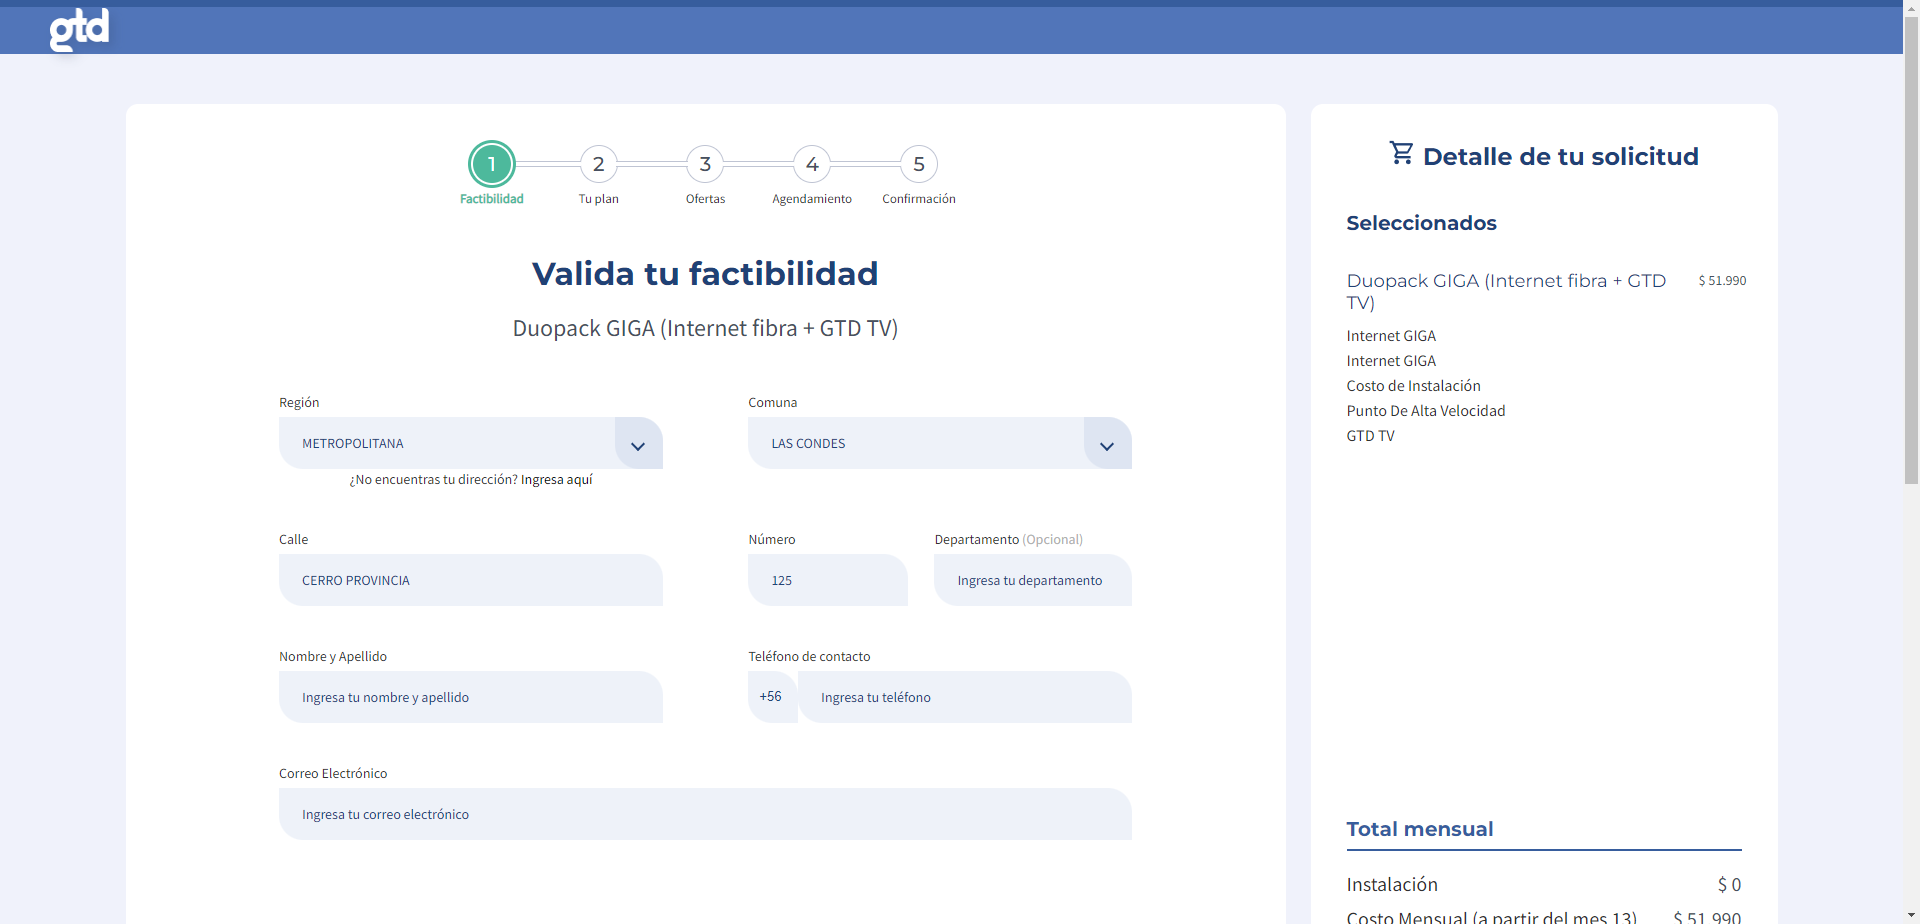 gtd
1
2
3
4
5
Factibilidad
Tu plan
Ofertas
Agendamiento
Confirmación
Valida tu factibilidad
Duopack GIGA (Internet fibra + GTD TV)
Región
Comuna
METROPOLITANA
LAS CONDES
¿No encuentras tu dirección? Ingresa aquí
Calle
Número
Departamento (Opcional)
CERRO PROVINCIA
125
Ingresa tu departamento
Nombre y Apellido
Teléfono de contacto
Ingresa tu nombre y apellido
+56
Ingresa tu teléfono
Correo Electrónico
Ingresa tu correo electrónico
Detalle de tu solicitud
Seleccionados
Duopack GIGA (Internet fibra + GTD
TV)
$ 51.990
Internet GIGA
Internet GIGA
Costo de Instalación
Punto De Alta Velocidad
GTD TV
Total mensual
Instalación
$ 0
Costo Mensual (a partir del mes 13)
$ 51.990